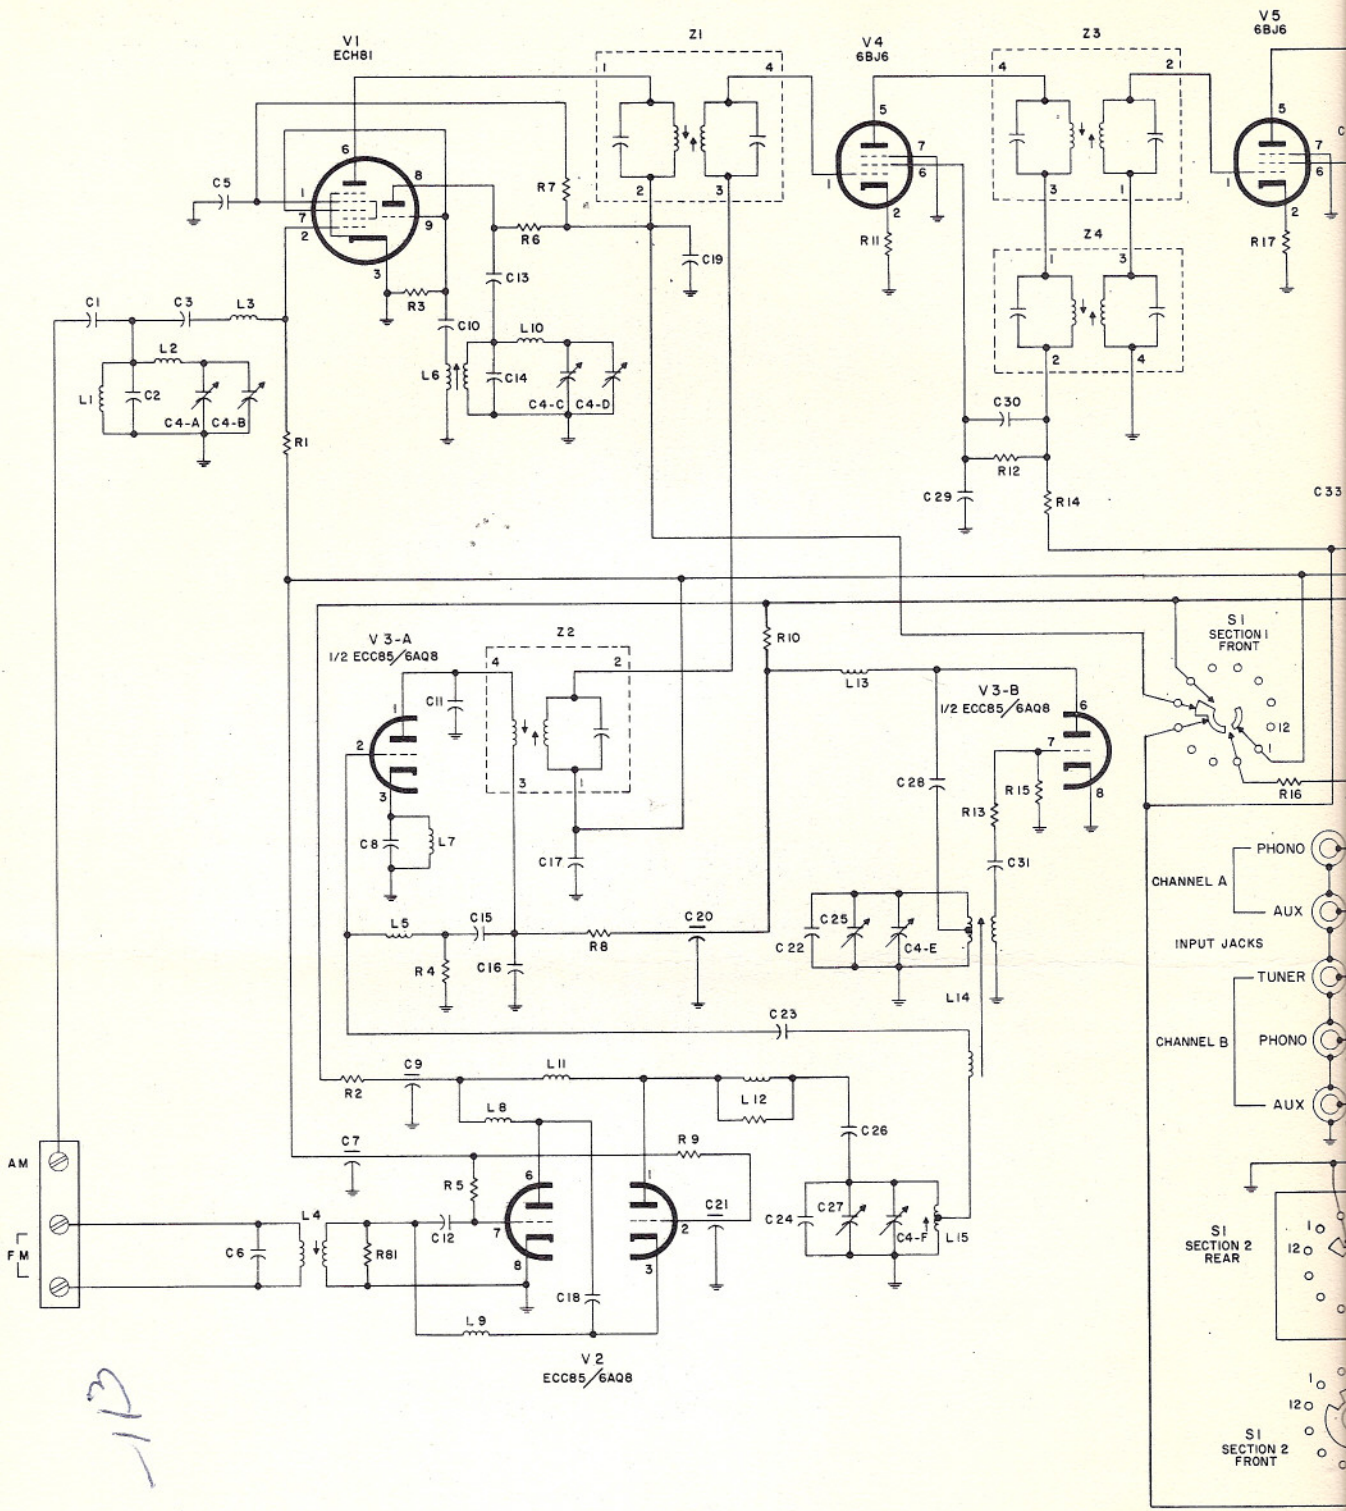 V1
ECH81
Z1
V4
6BJ6
Z3
V5
6BJ6
1
4
4
2
6
8
5
7
6
5
7
6
C5
1
7
2
9
R7
2
3
1
2
3
1
1
2
3
R6
R11
Z4
R17
C19
1
3
C13
R3
C1
C3
L3
C10
L10
L2
L6
C14
2
4
L1
C2
C4-A
C4-B
C4-C
C4-D
C30
R1
R12
C29
R14
C33
S1
SECTION 1
FRONT
V3-A
1/2 ECC85/6AQ8
Z2
R10
4
2
L13
V3-B
1/2 ECC85/6AQ8
C11
1
6
2
7
12
1
3
3
1
C28
R15
8
R16
R13
C8
L7
C17
C31
PHONO
CHANNEL A
AUX
L5
C15
C20
C25
R8
C22
C4-E
INPUT JACKS
R4
C16
TUNER
L14
C23
CHANNEL B
PHONO
C9
L11
R2
L12
AUX
L8
C26
C7
R9
AM
R5
6
1
C21
C27
L4
C24
7
2
C4-F
L15
1
S1
SECTION 2
REAR
12
FM
C6
R81
C12
8
3
C18
L9
V2
ECC85/6AQ8
1
12
S1
SECTION 2
FRONT
-113